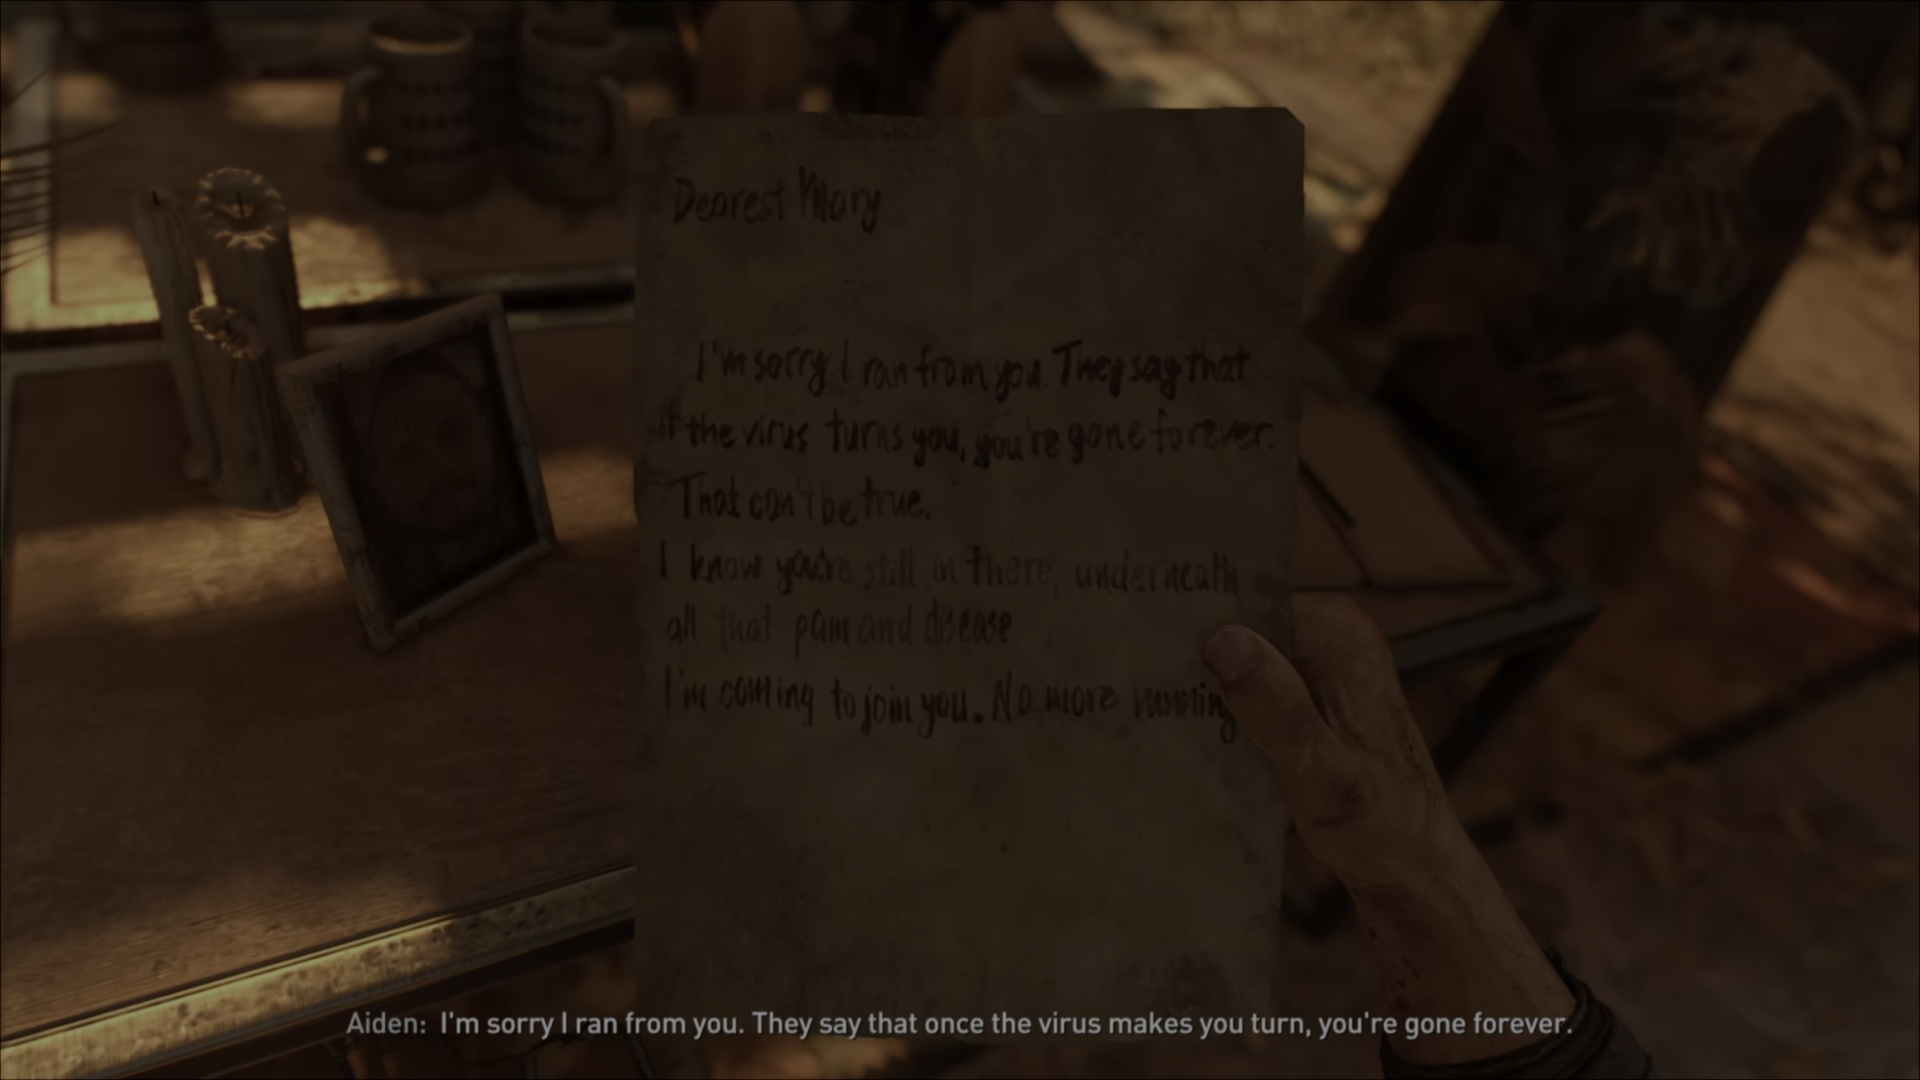 Dearest Mary
I'm sorry I ran from you. They say that
if the virus turns you, you're gone forever.
That can't be true.
I know you're still in there, underneath
all that pain and disease
I'm coming to join you. No more running
Aiden: I'm sorry I ran from you. They say that once the virus makes you turn, you're gone forever.